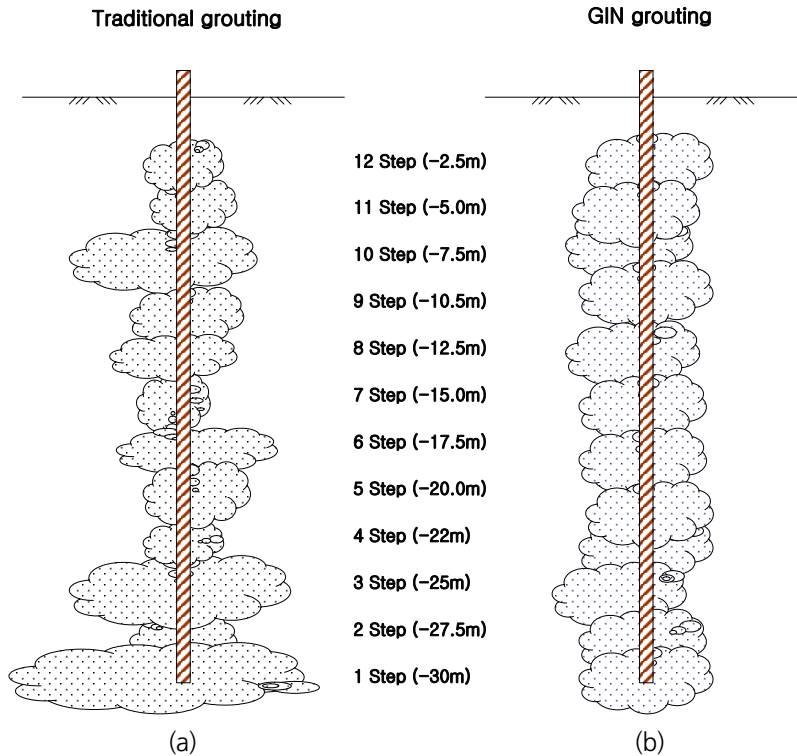 Traditional grouting
GIN grouting
12 Step (-2.5m)
11 Step (-5.0m)
10 Step (-7.5m)
9 Step (-10.5m)
8 Step (-12.5m)
7 Step (-15.0m)
6 Step (-17.5m)
5 Step (-20.0m)
4 Step (-22m)
3 Step (-25m)
2 Step (-27.5m)
1 Step (-30m)
(a)
(b)